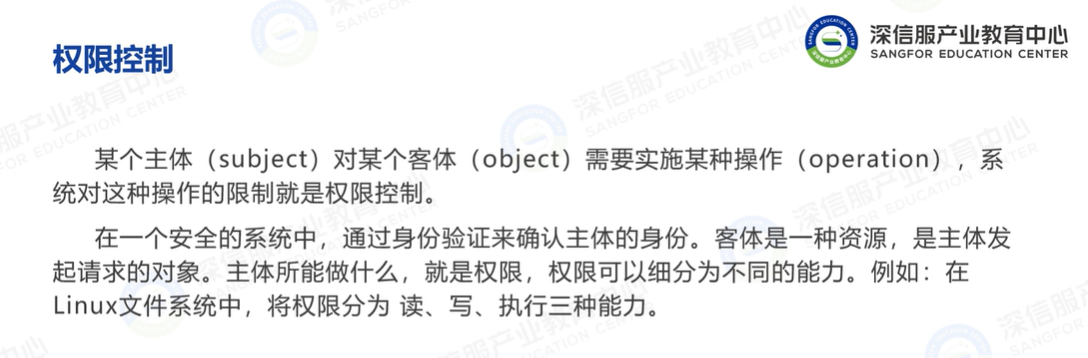 权限控制
深信服产业教育中心
SANGFOR EDUCATION CENTER
某个主体（subject）对某个客体（object）需要实施某种操作（operation），系
统对这种操作的限制就是权限控制。
在一个安全的系统中，通过身份验证来确认主体的身份。客体是一种资源，是主体发
起请求的对象。主体所能做什么，就是权限，权限可以细分为不同的能力。例如：在
Linux文件系统中，将权限分为 读、写、执行三种能力。